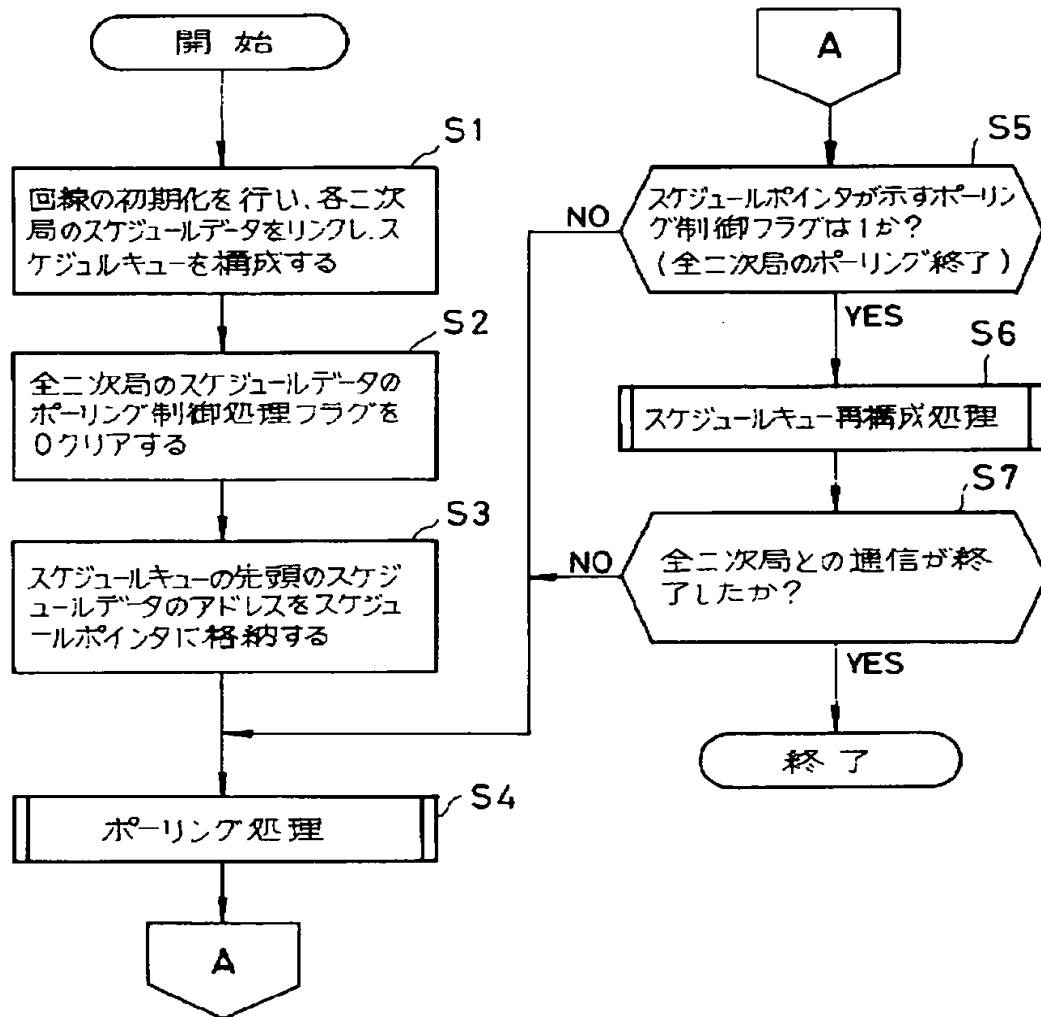 開始
S1
回線の初期化を行い、各二次
局のスケジュールデータをリンクし、ス
ケジュルキューを構成する
S2
全二次局のスケジュールデータの
ポーリング制御処理フラグを
0クリアする
S3
スケジュールキューの先頭のスケジ
ュールデータのアドレスをスケジュ
ールポインタに格納する
S4
ポーリング処理
A
A
S5
スケジュールポインタが示すポーリン
グ制御フラグは1か?
(全二次局のポーリング終了)
NO
YES
S6
スケジュールキュー再構成処理
S7
全二次局との通信が終
了したか?
NO
YES
終了